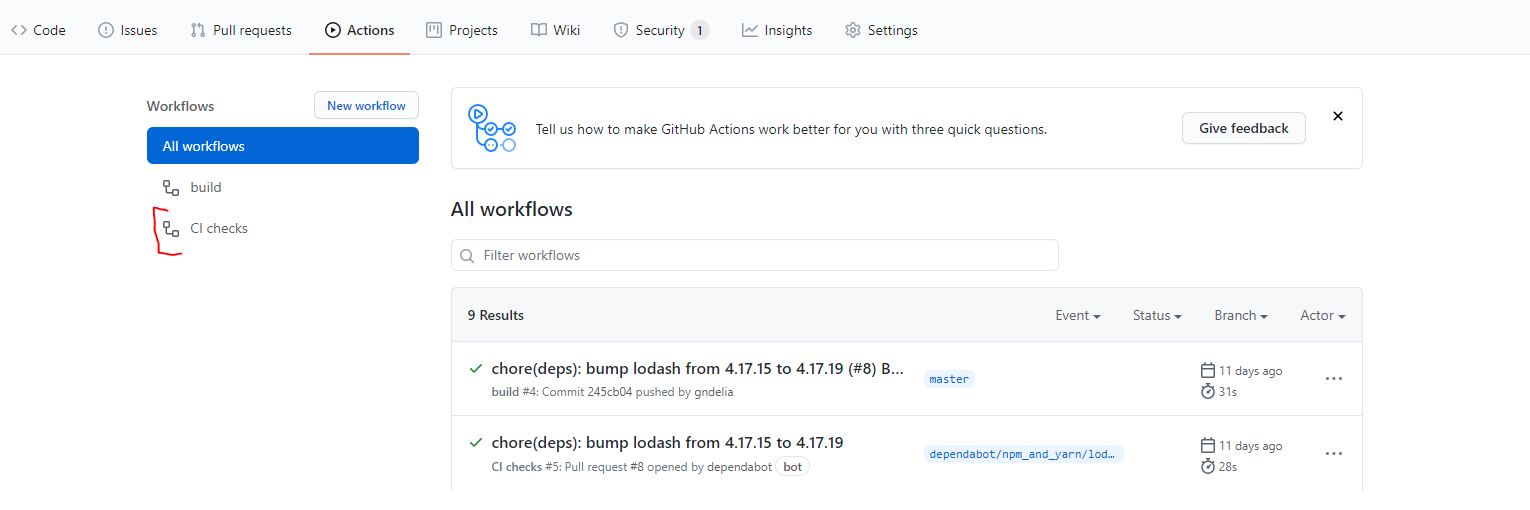 Code Issues Pull requests Actions Projects Wiki Security 1 Insights Settings
Workflows New workflow
All workflows
build
CI checks
Tell us how to make GitHub Actions work better for you with three quick questions. Give feedback
All workflows
Filter workflows
9 Results Event Status Branch Actor
chore(deps): bump lodash from 4.17.15 to 4.17.19 (#8) B... master 11 days ago
build #4: Commit 245cb04 pushed by gndelia 31s
chore(deps): bump lodash from 4.17.15 to 4.17.19 dependabot/npm_and_yarn/lod... 11 days ago
CI checks #5: Pull request #8 opened by dependabot bot 28s